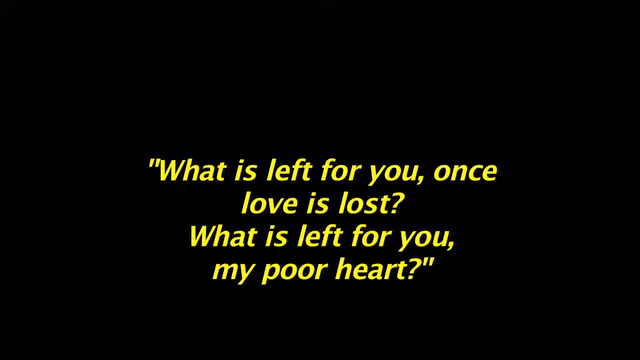 "What is left for you, once
love is lost?
What is left for you,
my poor heart?"